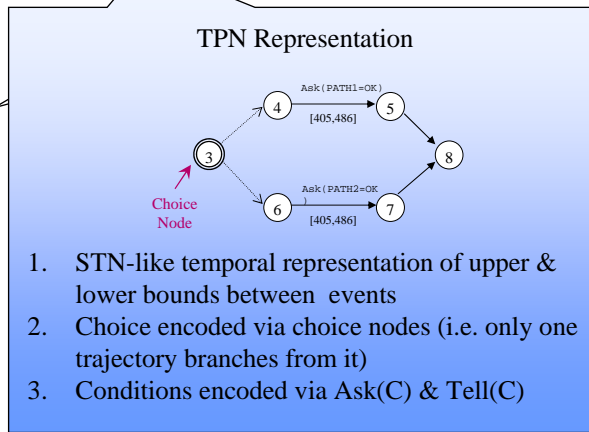 TPN Representation
Ask(PATH1=OK)
4
5
[405,486]
3
8
Choice
Node
Ask(PATH2=OK
)
6
7
[405,486]
1. STN-like temporal representation of upper &
lower bounds between events
2. Choice encoded via choice nodes (i.e. only one
trajectory branches from it)
3. Conditions encoded via Ask(C) & Tell(C)